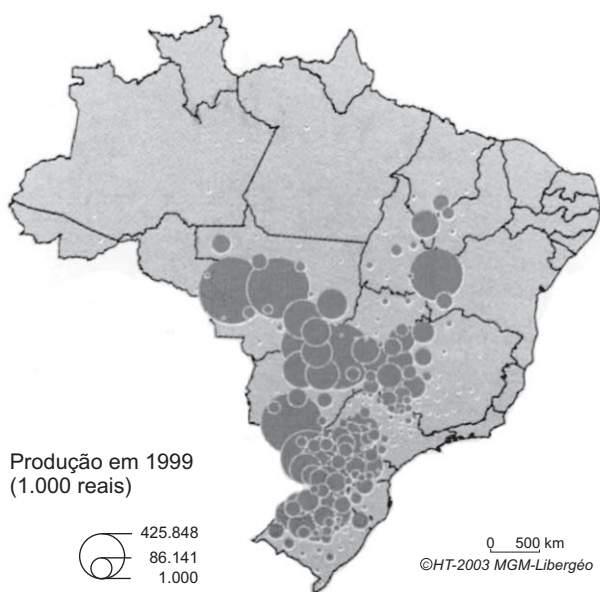 Produção em 1999
(1.000 reais)
425.848
86.141
1.000
0 500 km
©HT-2003 MGM-Libergéo